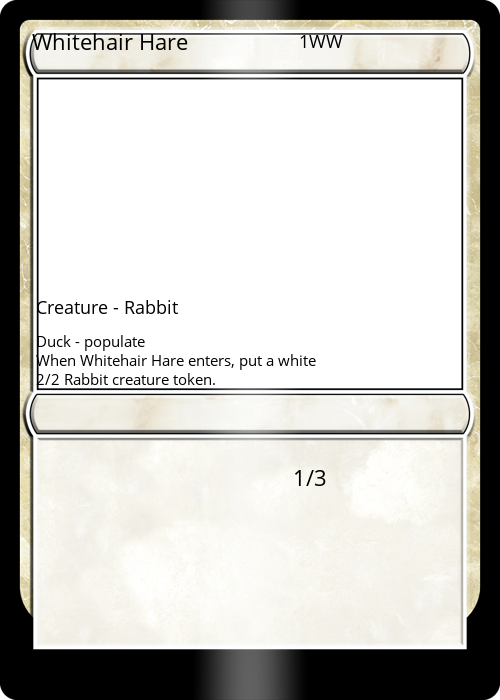 Whitehair Hare 1WW
Creature - Rabbit
Duck - populate
When Whitehair Hare enters, put a white
2/2 Rabbit creature token.
1/3